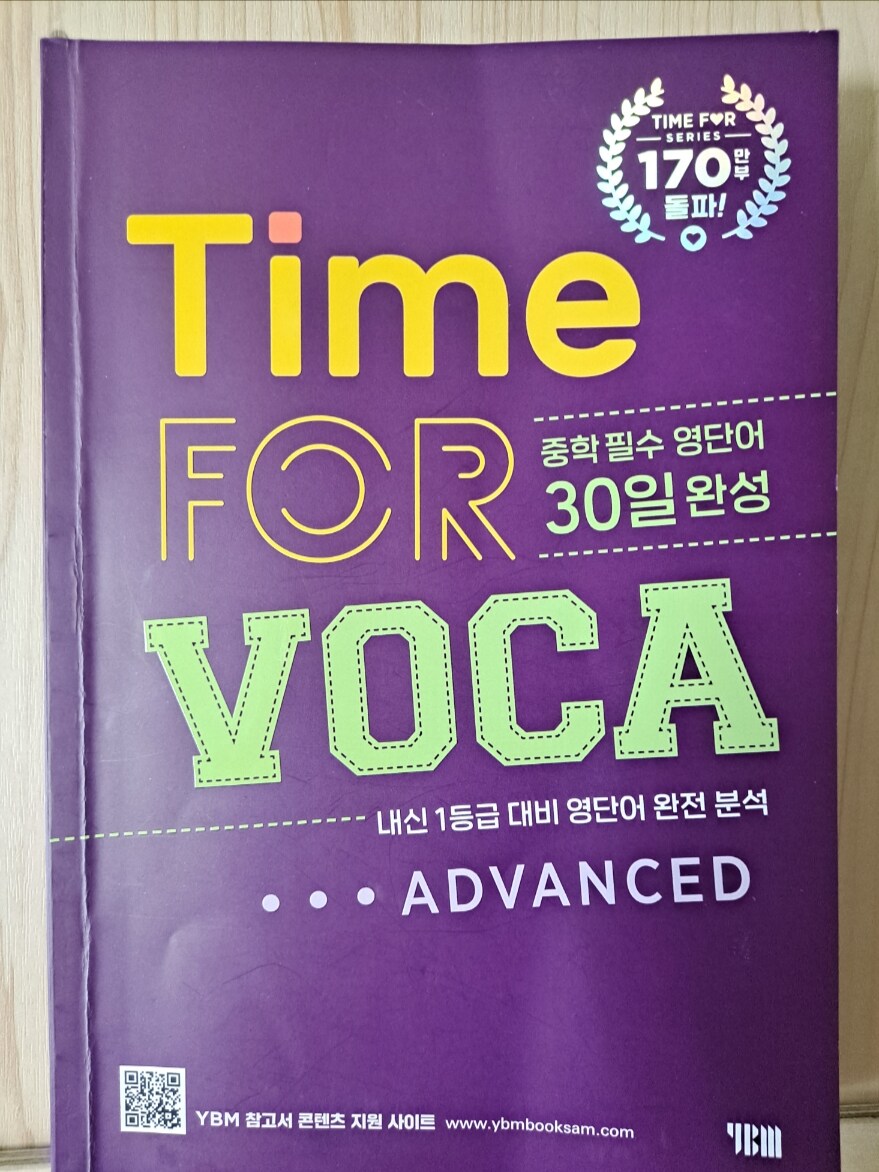 TIME FOR
SERIES
170만부
돌파!
Time
FOR
중학 필수 영단어
30일 완성
VOCA
내신 1등급 대비 영단어 완전 분석
••• ADVANCED
YBM 참고서 콘텐츠 지원 사이트 www.ybmbooksam.com
YBM